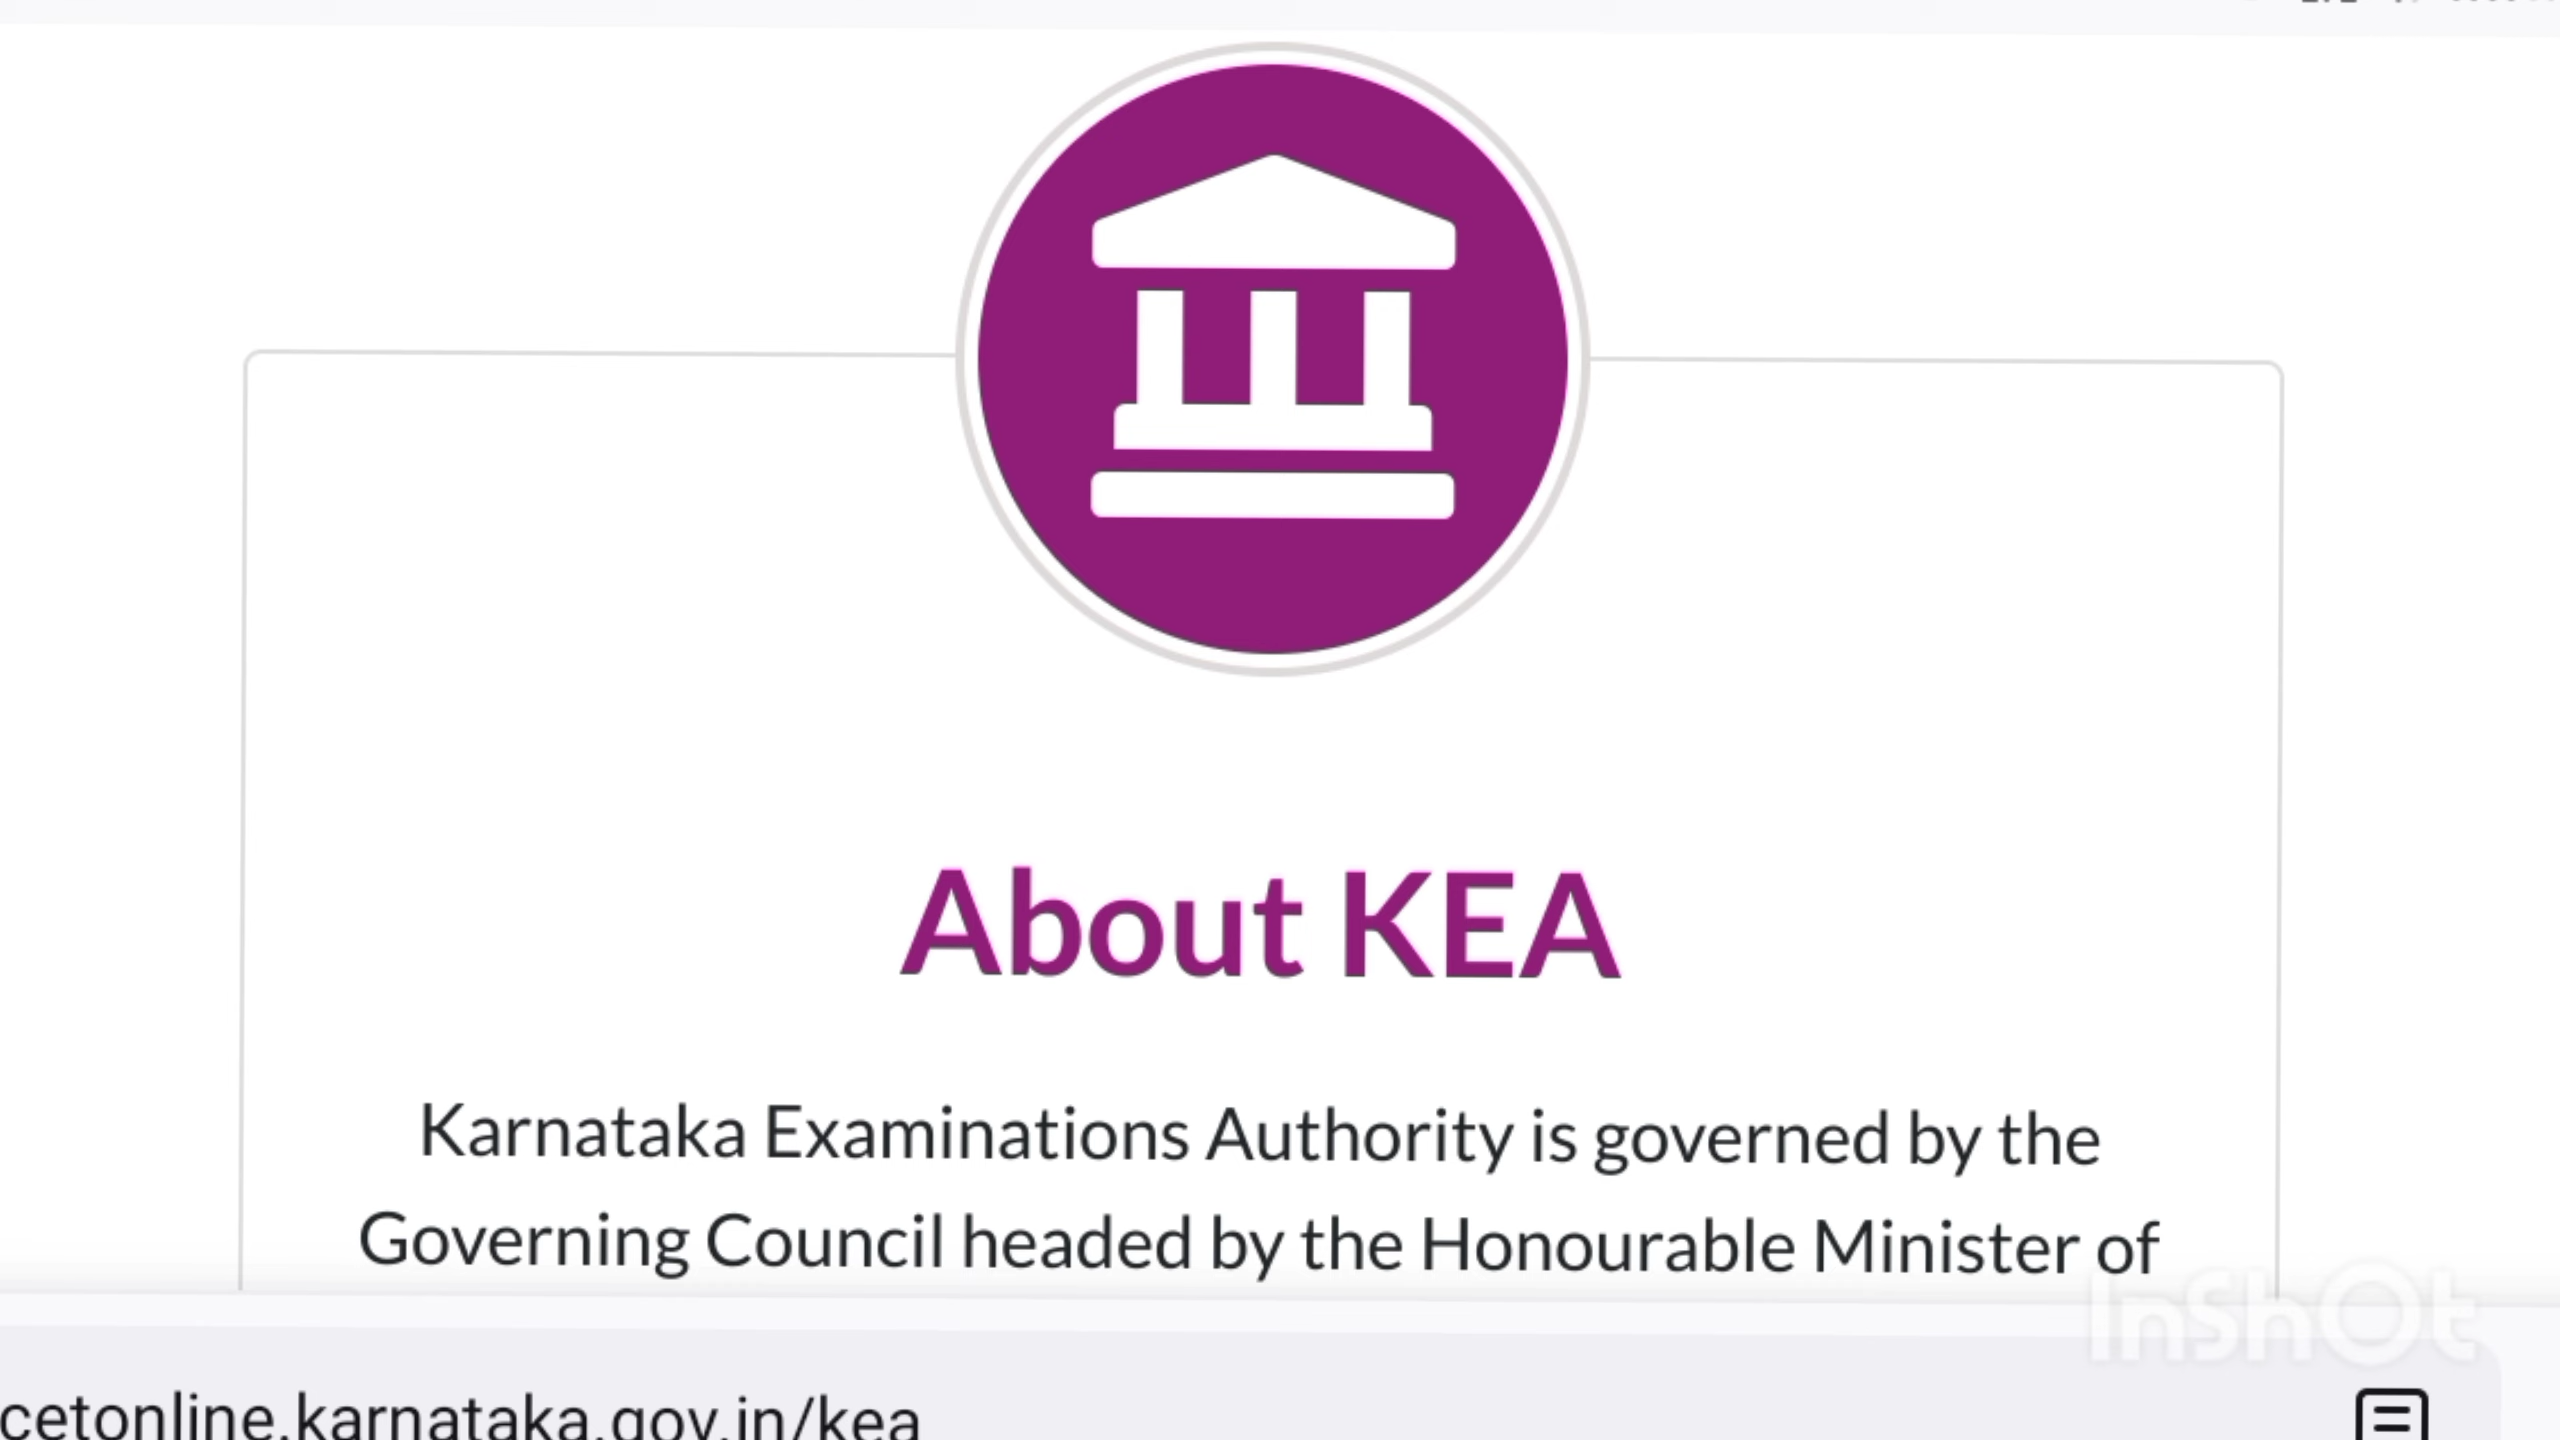 About KEA
Karnataka Examinations Authority is governed by the
Governing Council headed by the Honourable Minister of
InShOt
cetonline.karnataka.gov.in/kea